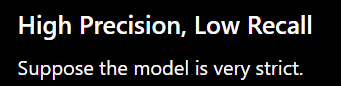 High Precision, Low Recall
Suppose the model is very strict.